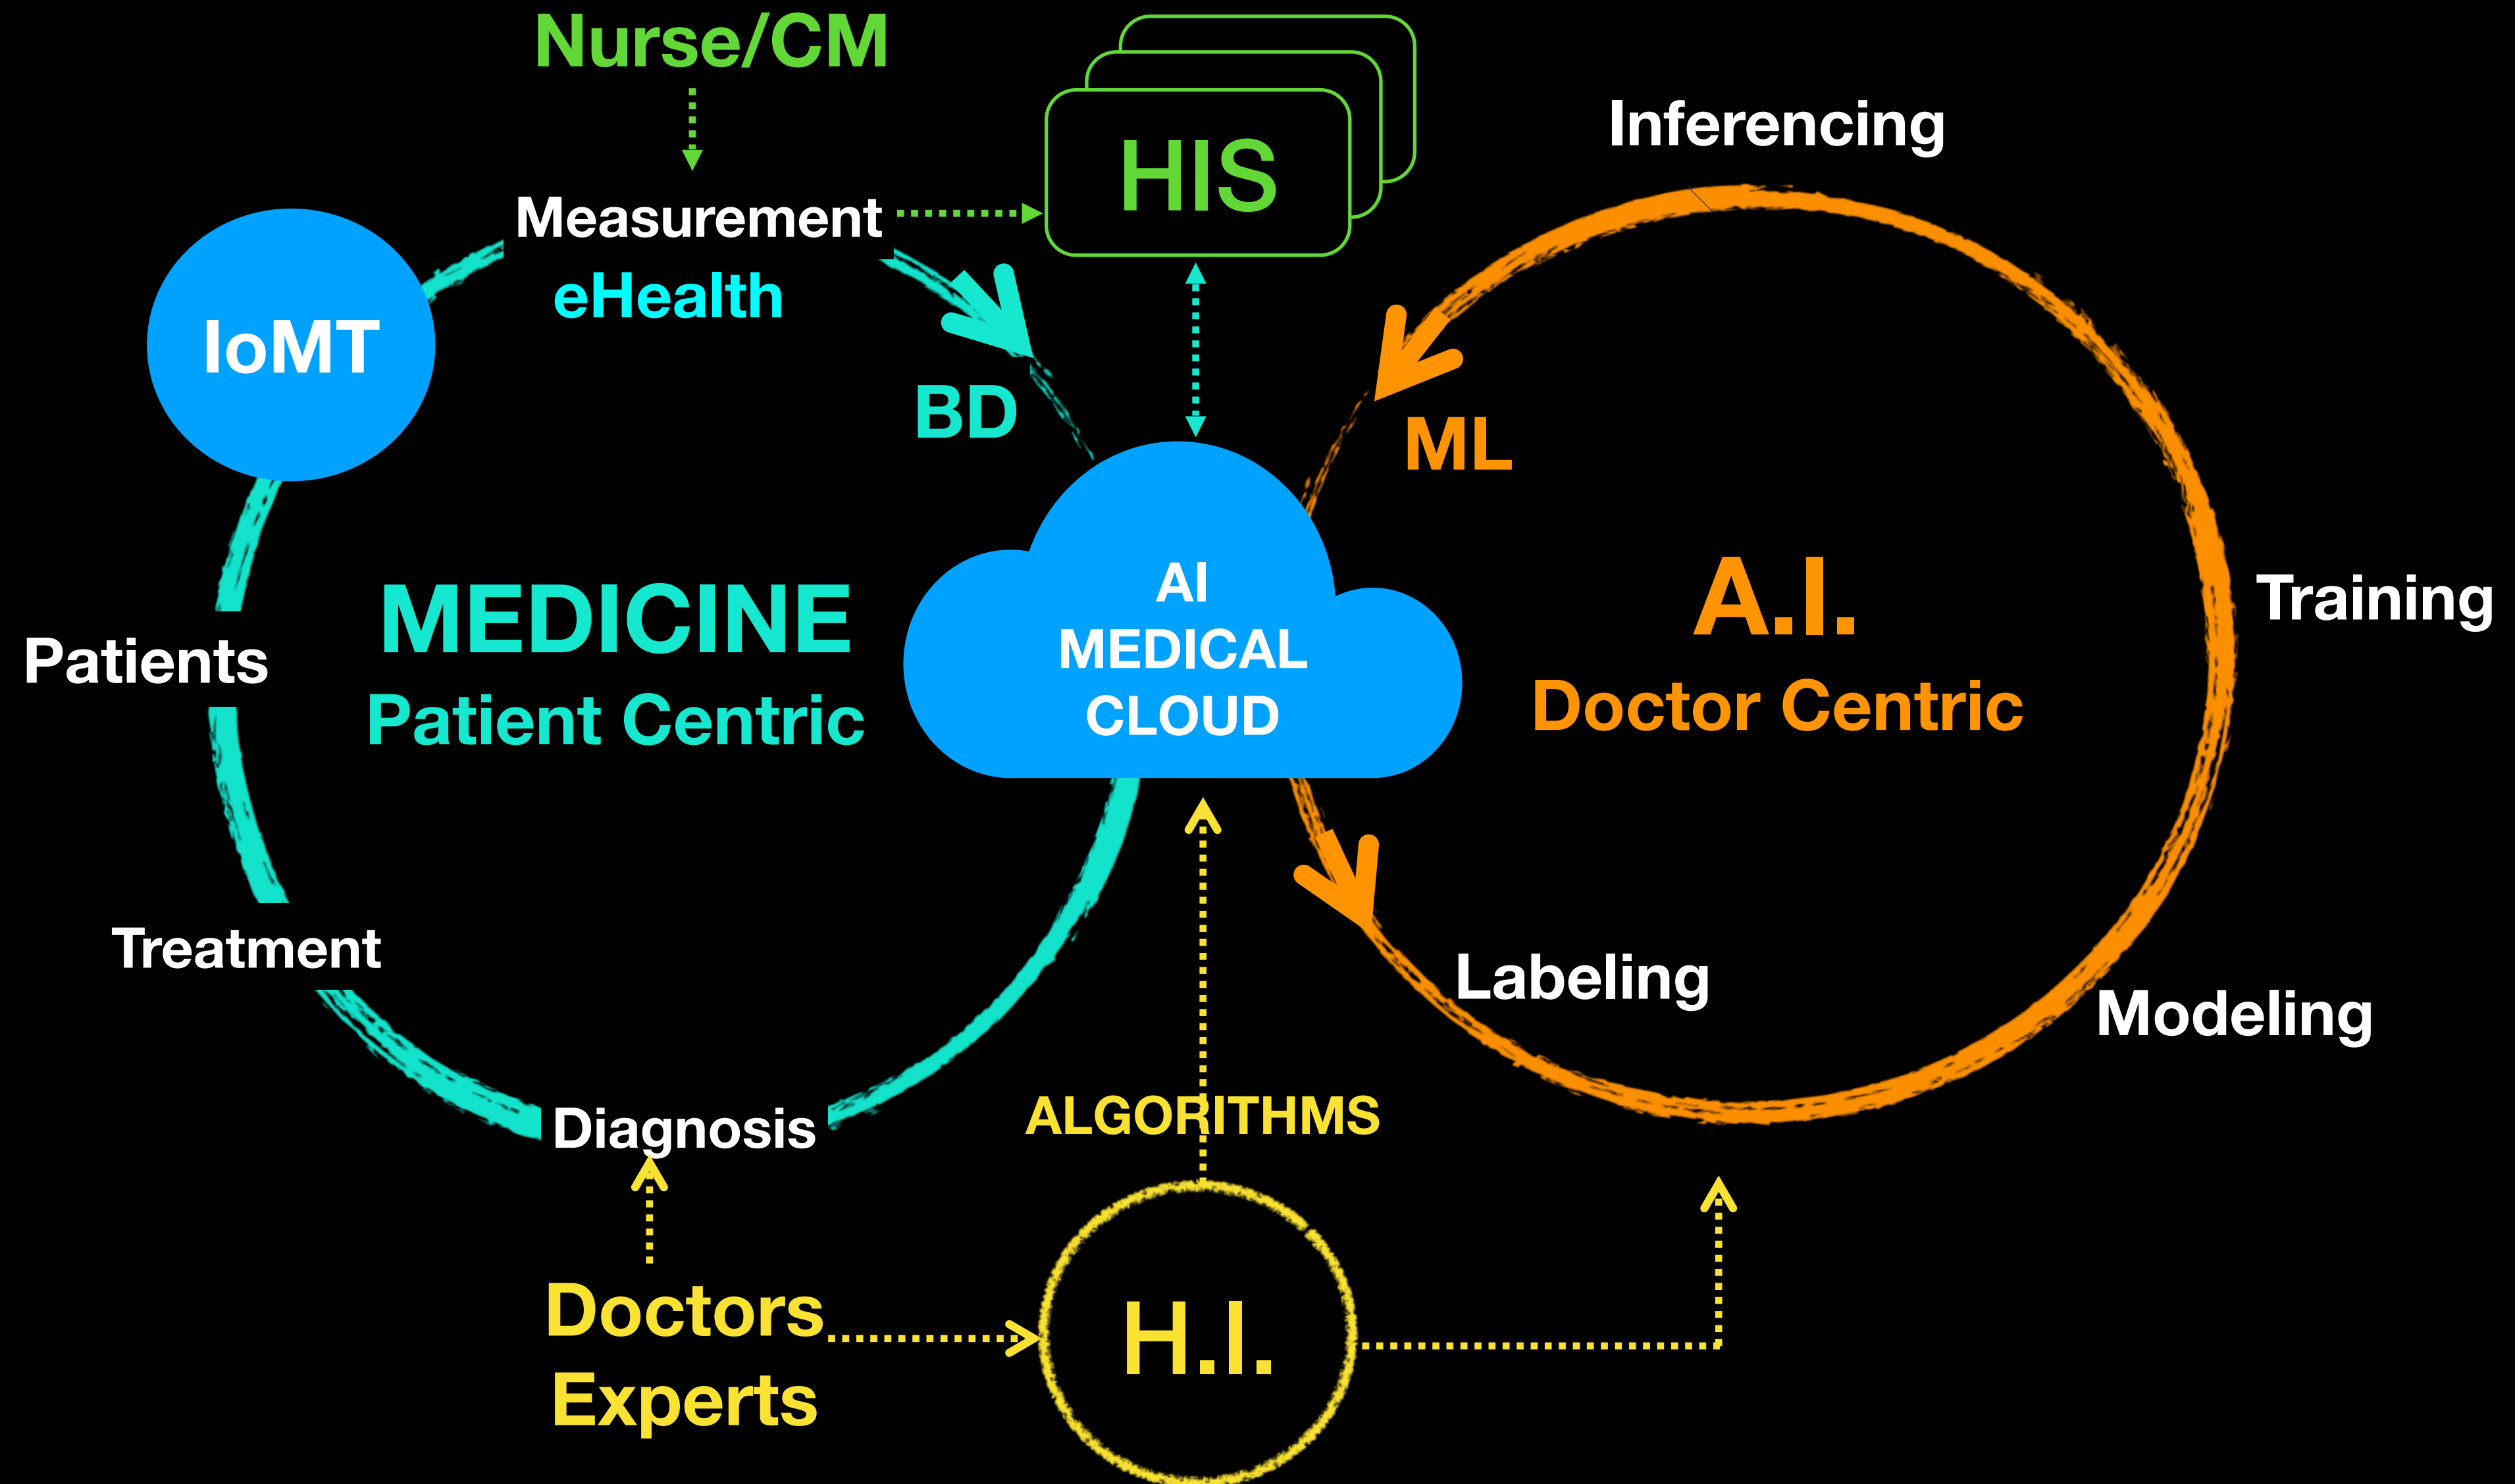 Nurse/CM
HIS
Inferencing
Measurement
eHealth
IoMT
BD
ML
AI
MEDICAL
CLOUD
MEDICINE
Patient Centric
A.I.
Doctor Centric
Training
Patients
Treatment
Labeling
Modeling
Diagnosis
ALGORITHMS
Doctors
Experts
H.I.